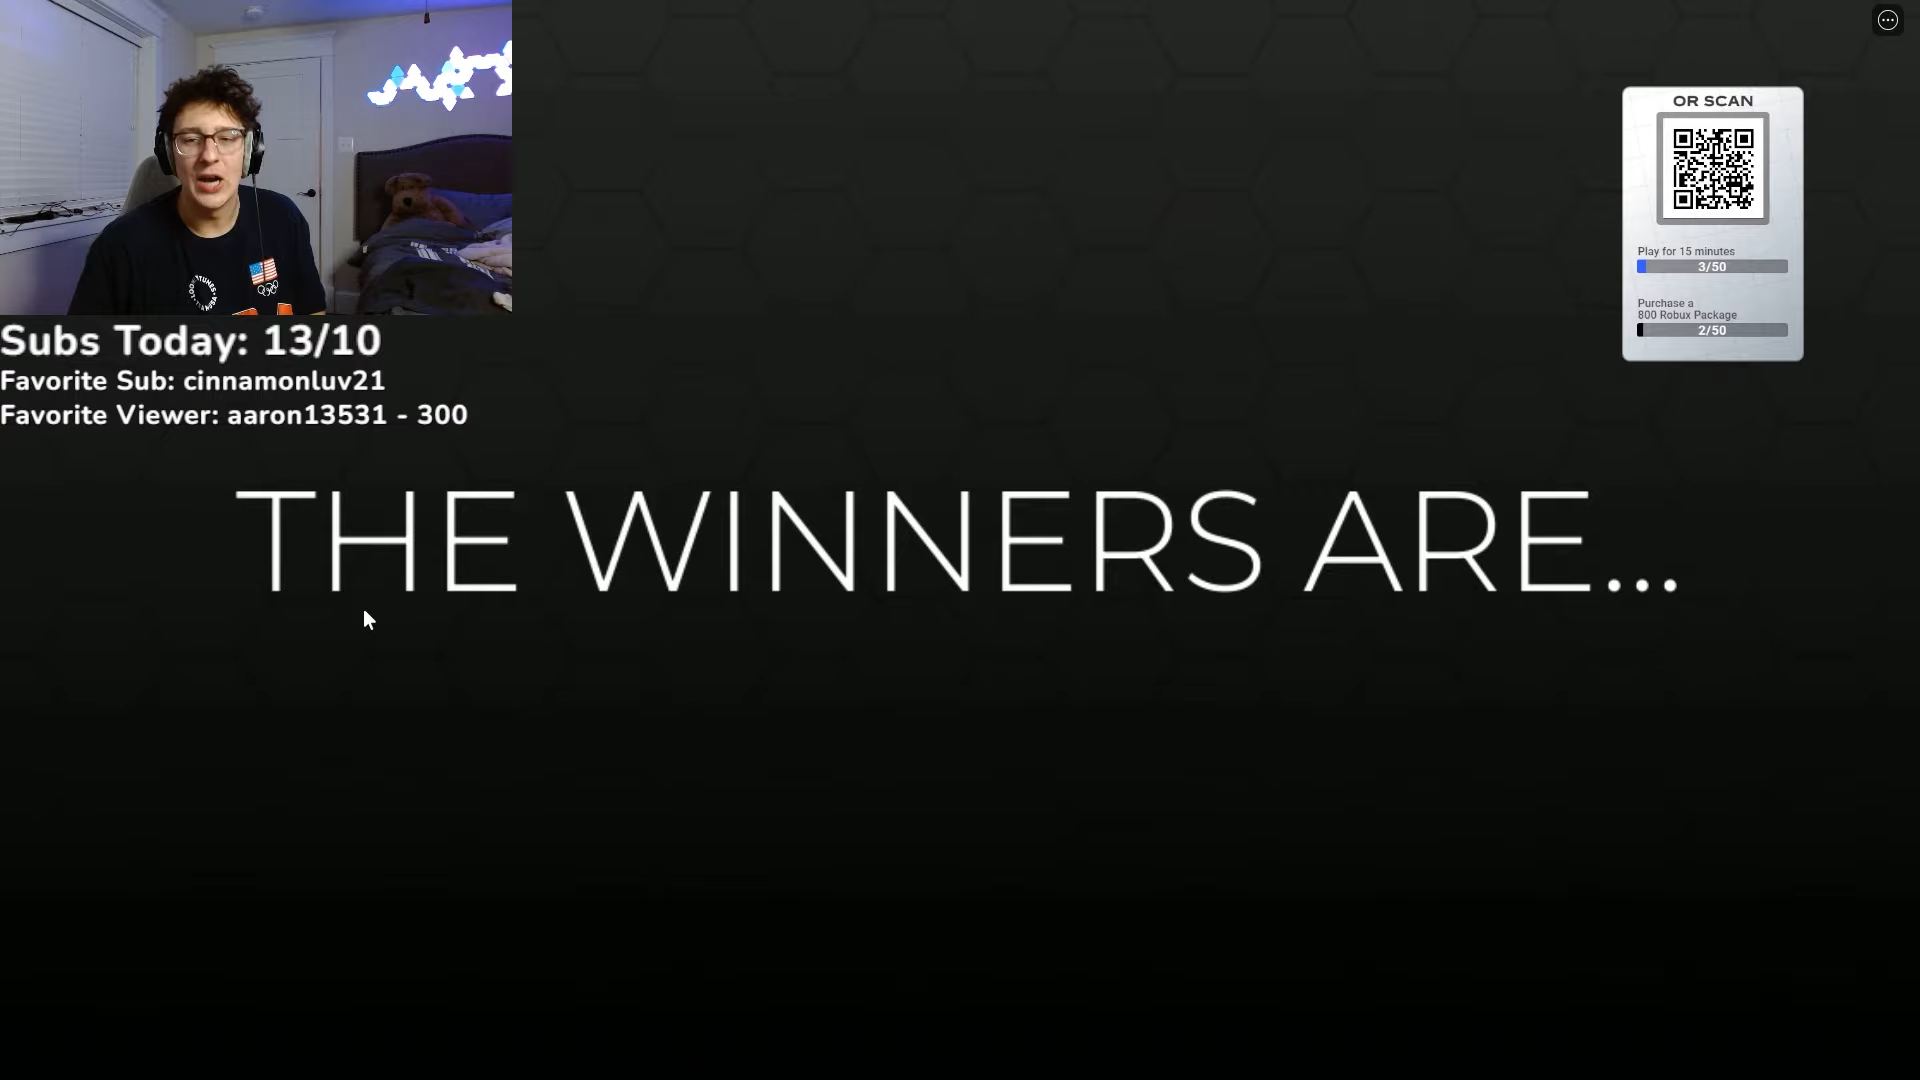 OR SCAN
Play for 15 minutes
3/50
Purchase a
800 Robux Package
2/50
Subs Today: 13/10
Favorite Sub: cinnamonluv21
Favorite Viewer: aaron13531 - 300
THE WINNERS ARE...